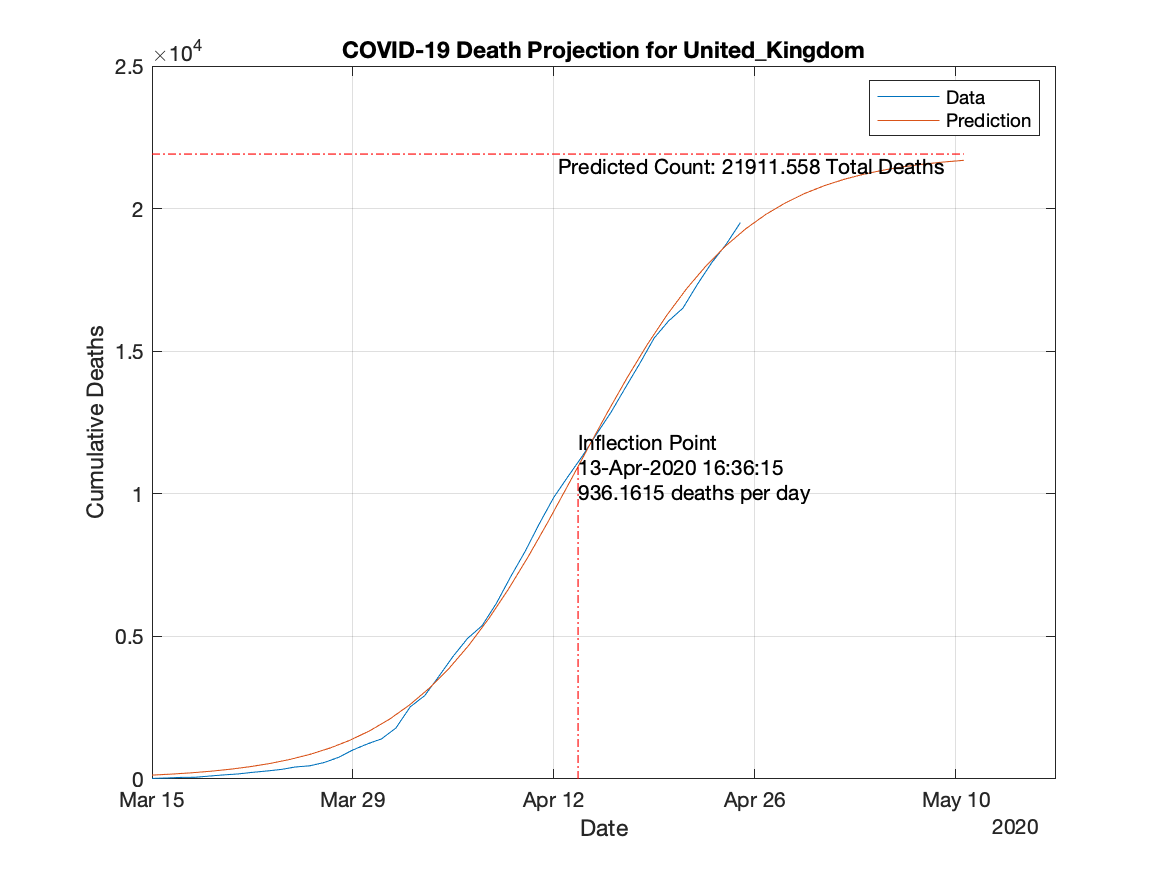 COVID-19 Death Projection for United_Kingdom
×10⁴
2.5
2
1.5
1
0.5
0
Cumulative Deaths
Data
Prediction
Predicted Count: 21911.558 Total Deaths
Inflection Point
13-Apr-2020 16:36:15
936.1615 deaths per day
Mar 15 Mar 29 Apr 12 Apr 26 May 10
Date
2020